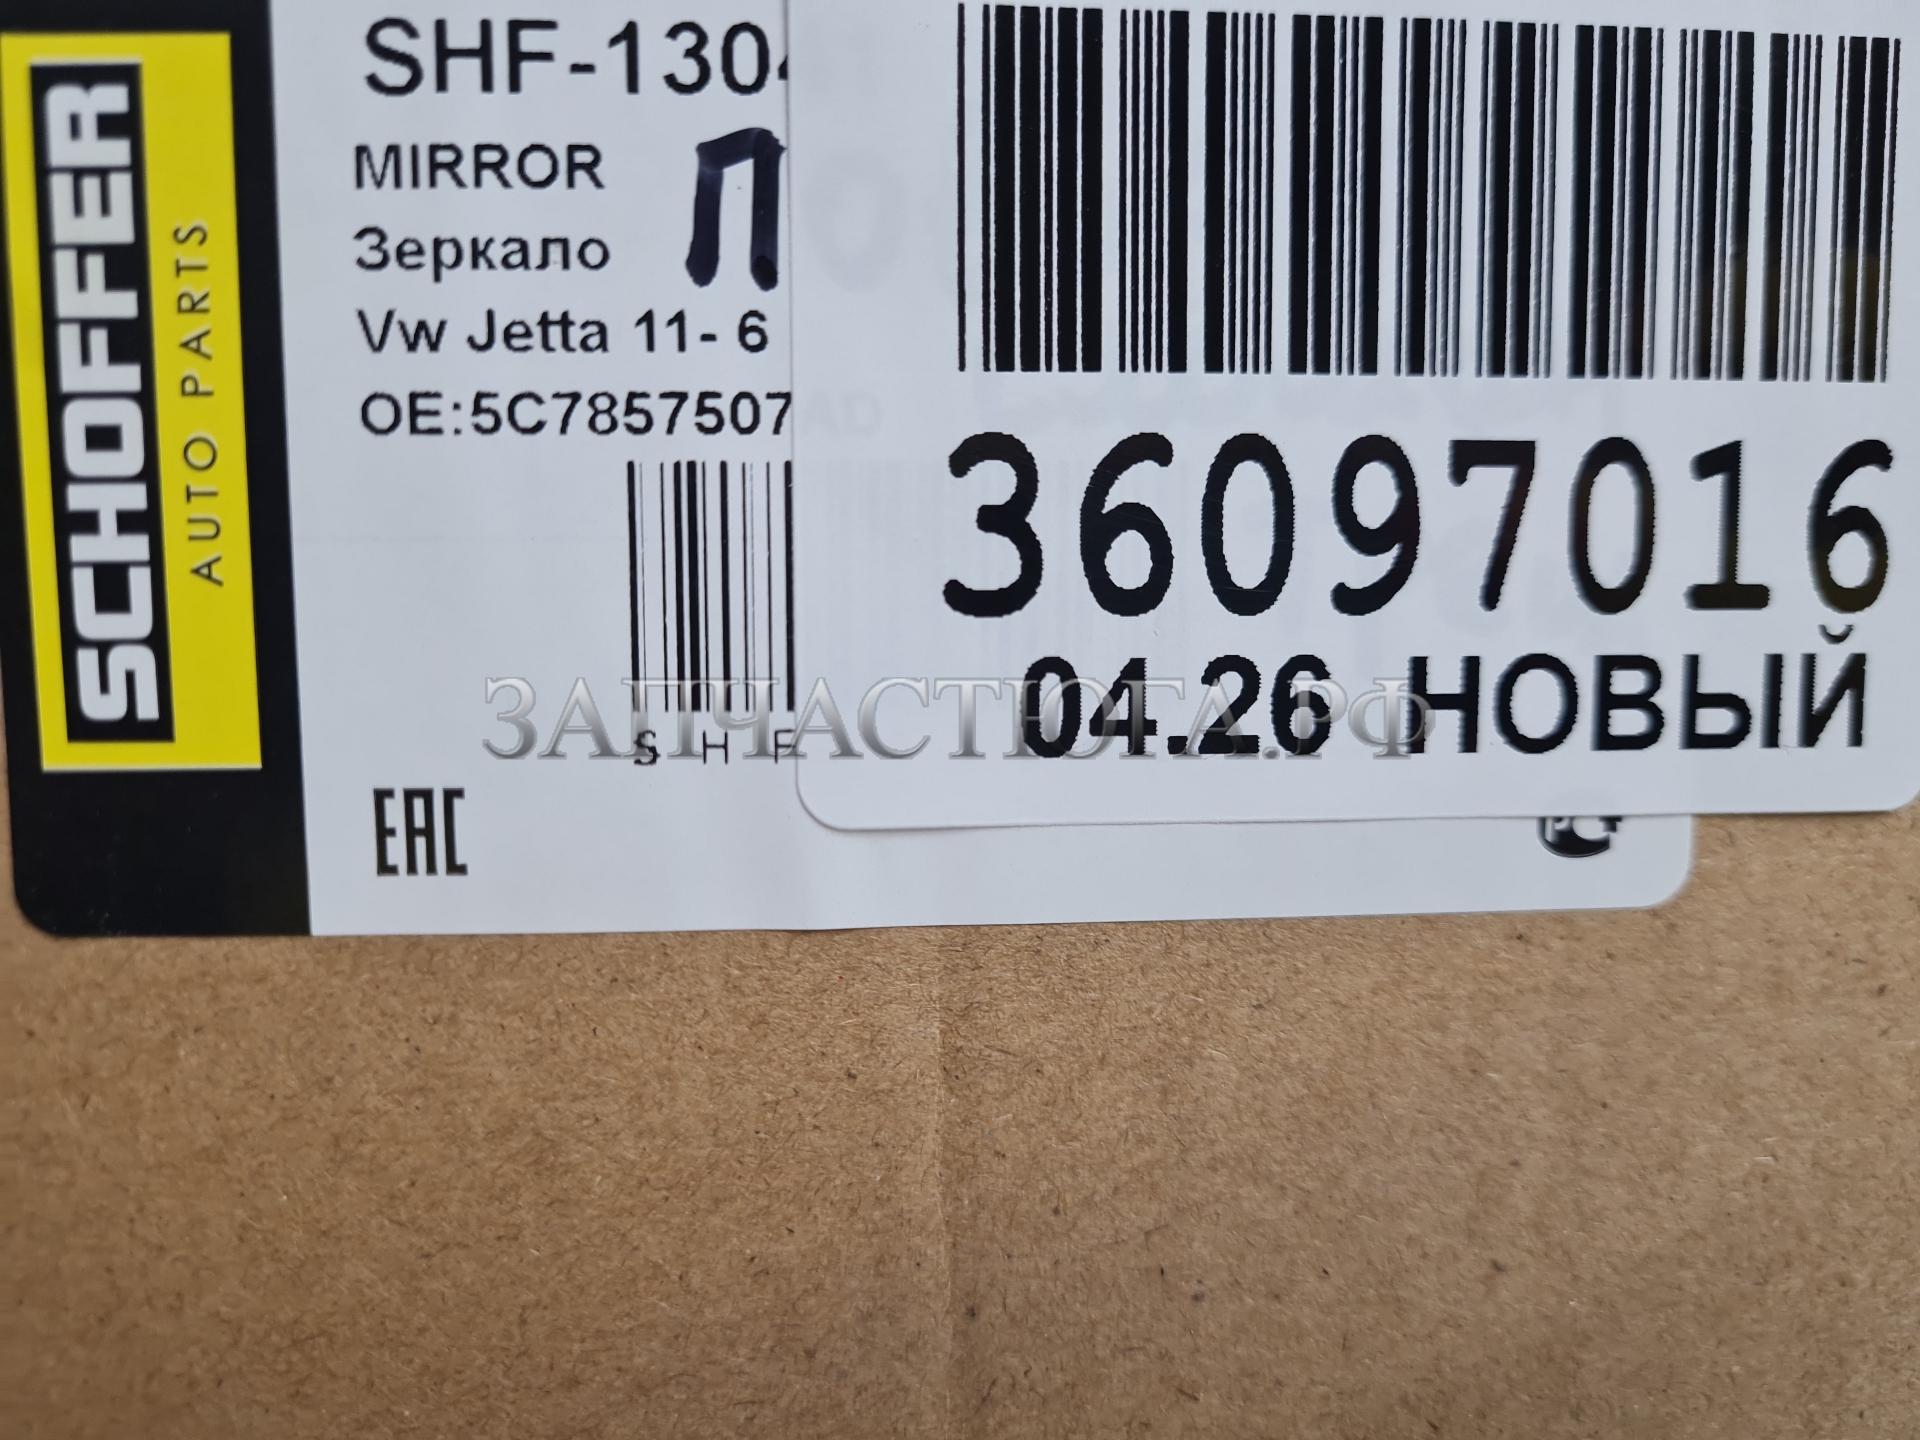 SCHOFFER
AUTO PARTS
SHF-1304
MIRROR
П
Зеркало
Vw Jetta 11- 6
OE:5C7857507
S H F
EAC
36097016
04.26 НОВЫЙ
ЗАПЧАСТЮГА.РФ